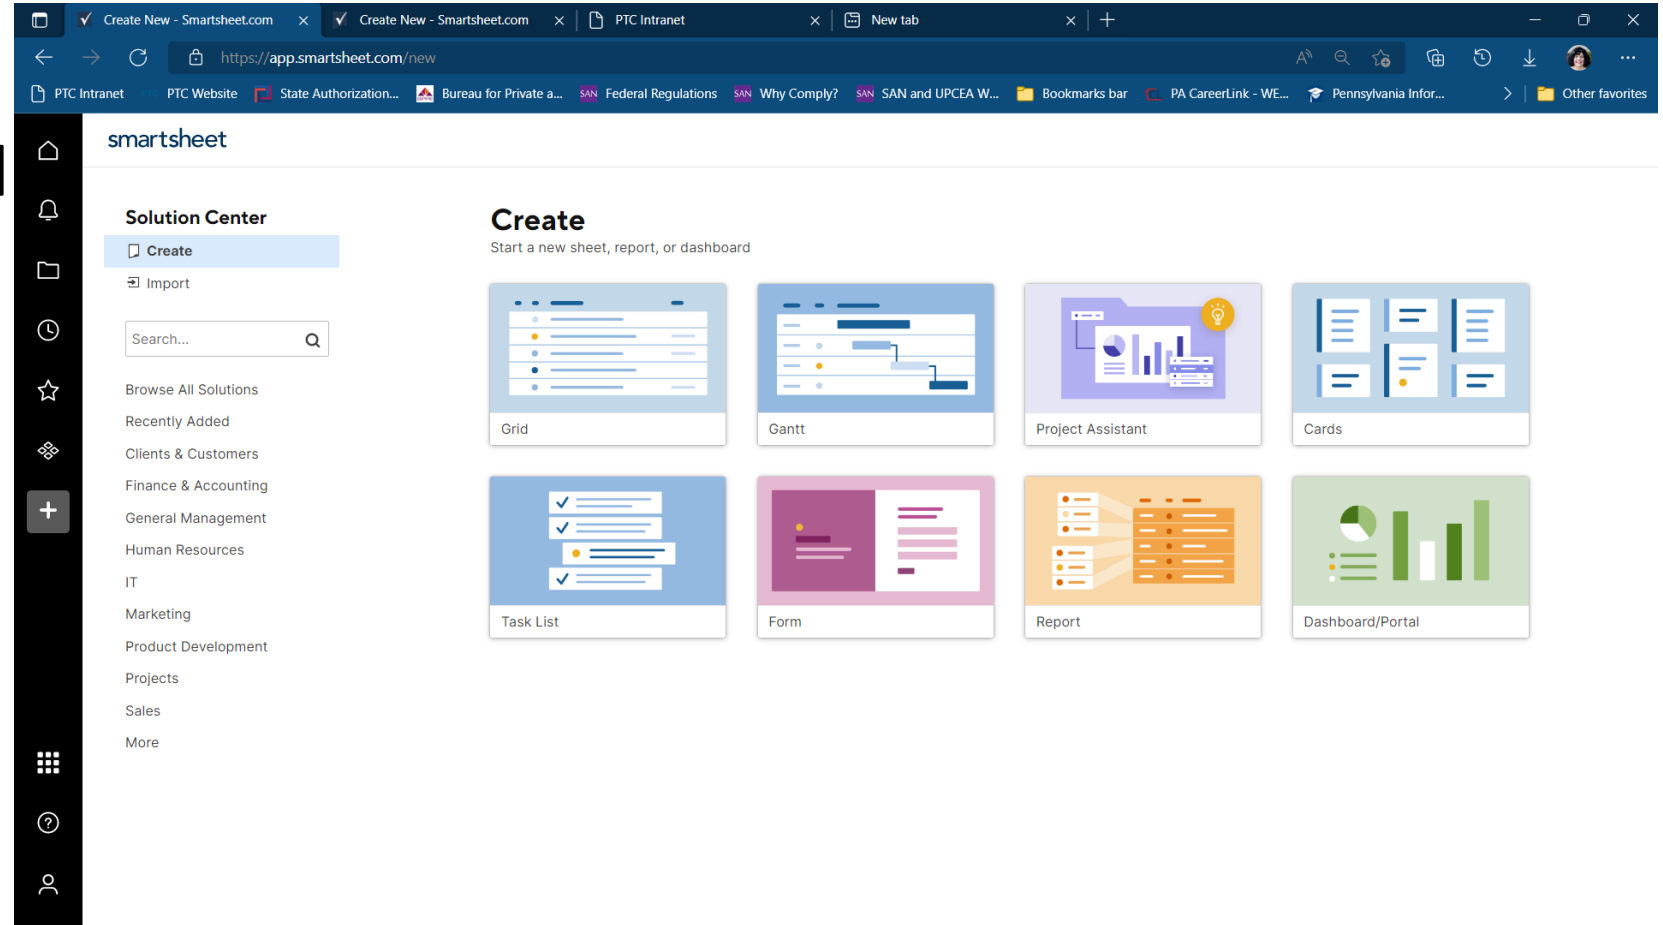 Create New - Smartsheet.com
Create New - Smartsheet.com
PTC Intranet
New tab
https://app.smartsheet.com/new
PTC Intranet
PTC Website
State Authorization...
Bureau for Private a...
SAN Federal Regulations
SAN Why Comply?
SAN SAN and UPCEA W...
Bookmarks bar
PA CareerLink - WE...
Pennsylvania Infor...
Other favorites
smartsheet
Solution Center
Create
Import
Search...
Browse All Solutions
Recently Added
Clients & Customers
Finance & Accounting
General Management
Human Resources
IT
Marketing
Product Development
Projects
Sales
More
Create
Start a new sheet, report, or dashboard
Grid
Gantt
Project Assistant
Cards
Task List
Form
Report
Dashboard/Portal